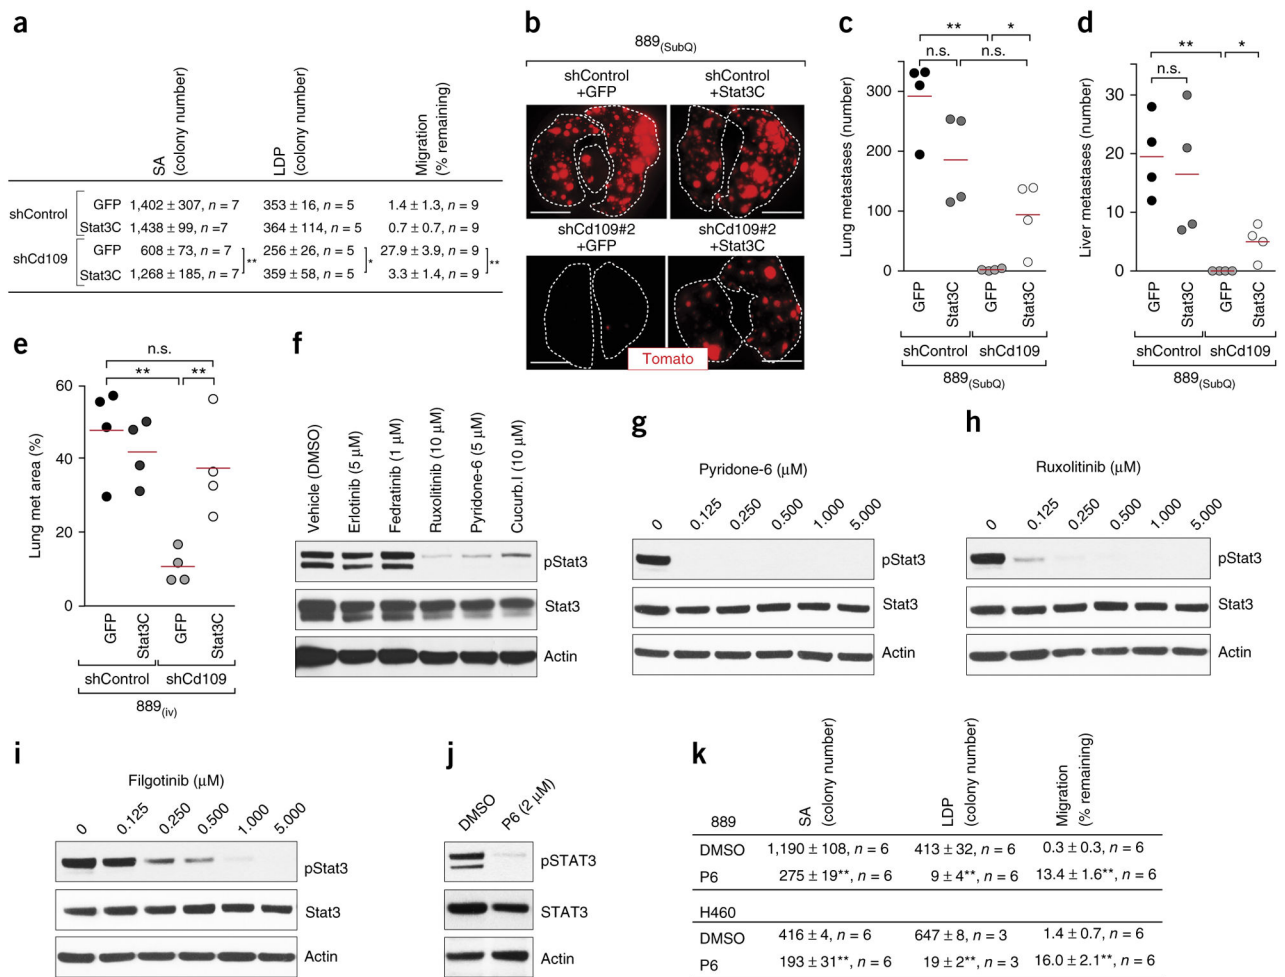 a
SA (colony number)
LDP (colony number)
Migration (% remaining)
shControl
GFP 1,402 ± 307, n = 7 353 ± 16, n = 5 1.4 ± 1.3, n = 9
Stat3C 1,438 ± 99, n =7 364 ± 114, n = 5 0.7 ± 0.7, n = 9
shCd109
GFP 608 ± 73, n = 7 ** 256 ± 26, n = 5 * 27.9 ± 3.9, n = 9 **
Stat3C 1,268 ± 185, n = 7 359 ± 58, n = 5 3.3 ± 1.4, n = 9
b
889(SubQ)
shControl +GFP
shControl +Stat3C
shCd109#2 +GFP
shCd109#2 +Stat3C
Tomato
c
** *
n.s. n.s.
Lung metastases (number)
300
200
100
0
GFP Stat3C GFP Stat3C
shControl shCd109
889(SubQ)
d
** *
n.s.
Liver metastases (number)
30
20
10
0
GFP Stat3C GFP Stat3C
shControl shCd109
889(SubQ)
e
n.s.
** **
Lung met area (%)
60
40
20
0
GFP Stat3C GFP Stat3C
shControl shCd109
889(iv)
f
Vehicle (DMSO)
Erlotinib (5 μM)
Fedratinib (1 μM)
Ruxolitinib (10 μM)
Pyridone-6 (5 μM)
Cucurb.I (10 μM)
pStat3
Stat3
Actin
g
Pyridone-6 (μM)
0 0.125 0.250 0.500 1.000 5.000
pStat3
Stat3
Actin
h
Ruxolitinib (μM)
0 0.125 0.250 0.500 1.000 5.000
pStat3
Stat3
Actin
i
Filgotinib (μM)
0 0.125 0.250 0.500 1.000 5.000
pStat3
Stat3
Actin
j
DMSO P6 (2 μM)
pSTAT3
STAT3
Actin
k
889
SA (colony number)
LDP (colony number)
Migration (% remaining)
DMSO 1,190 ± 108, n = 6 413 ± 32, n = 6 0.3 ± 0.3, n = 6
P6 275 ± 19**, n = 6 9 ± 4**, n = 6 13.4 ± 1.6**, n = 6
H460
DMSO 416 ± 4, n = 6 647 ± 8, n = 3 1.4 ± 0.7, n = 6
P6 193 ± 31**, n = 6 19 ± 2**, n = 3 16.0 ± 2.1**, n = 6